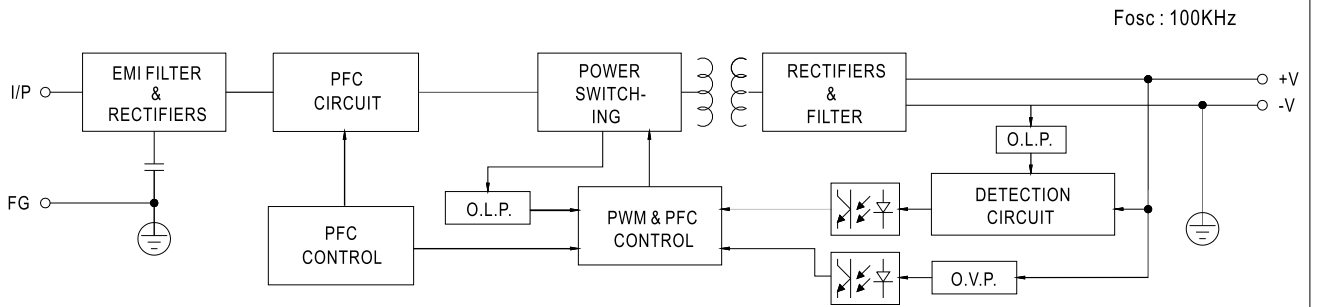 Fosc : 100KHz
I/P
EMI FILTER
&
RECTIFIERS
PFC
CIRCUIT
POWER
SWITCH-
ING
RECTIFIERS
&
FILTER
+V
-V
O.L.P.
FG
O.L.P.
PFC
CONTROL
PWM & PFC
CONTROL
DETECTION
CIRCUIT
O.V.P.